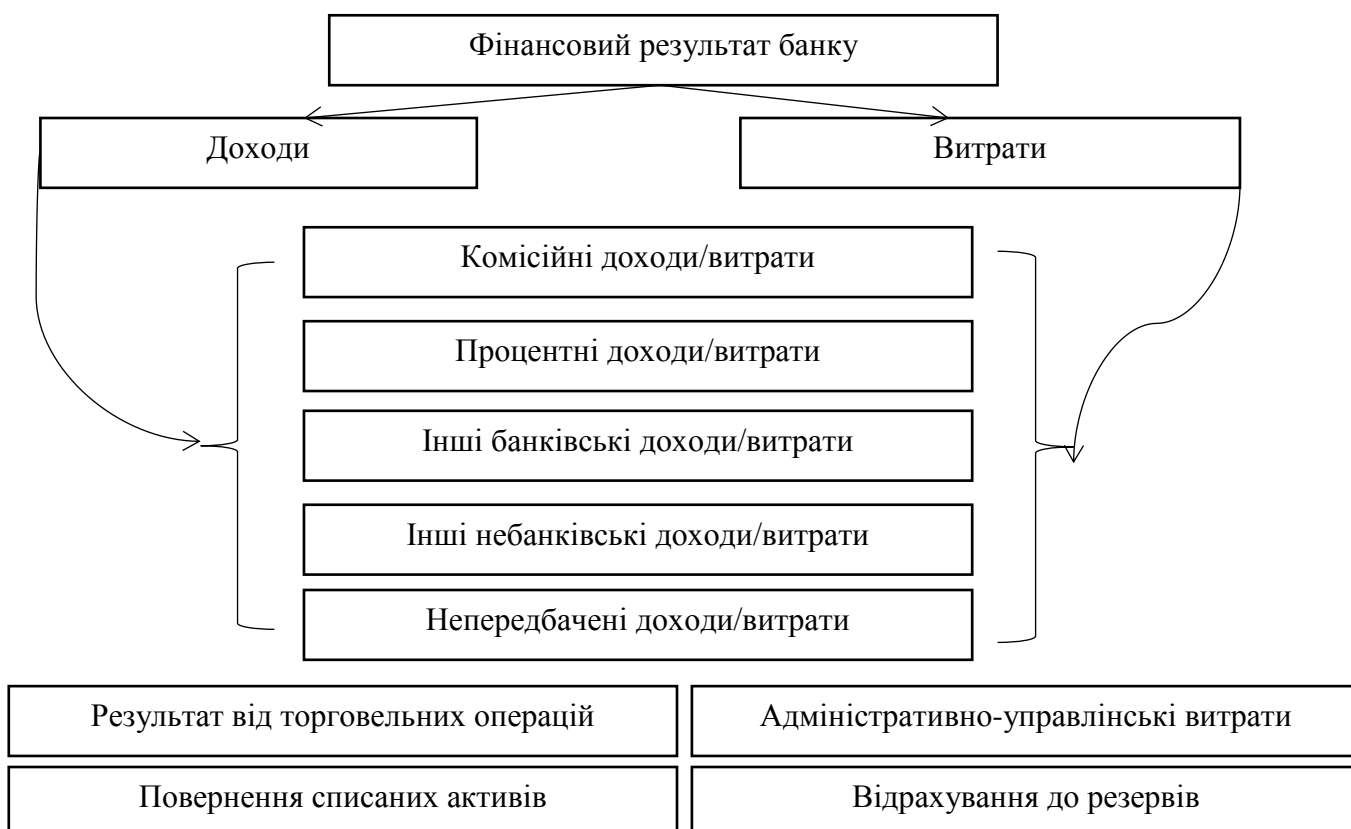 Фінансовий результат банку
Доходи
Витрати
Комісійні доходи/витрати
Процентні доходи/витрати
Інші банківські доходи/витрати
Інші небанківські доходи/витрати
Непередбачені доходи/витрати
Результат від торговельних операцій
Адміністративно-управлінські витрати
Повернення списаних активів
Відрахування до резервів